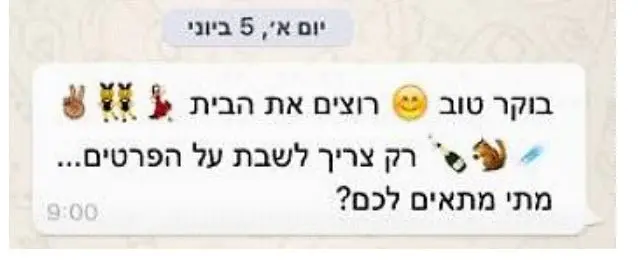 יום א׳, 5 ביוני
בוקר טוב 😊 רוצים את הבית 💃👯✌🏽
☄🐿🍾 רק צריך לשבת על הפרטים...
מתי מתאים לכם?
9:00